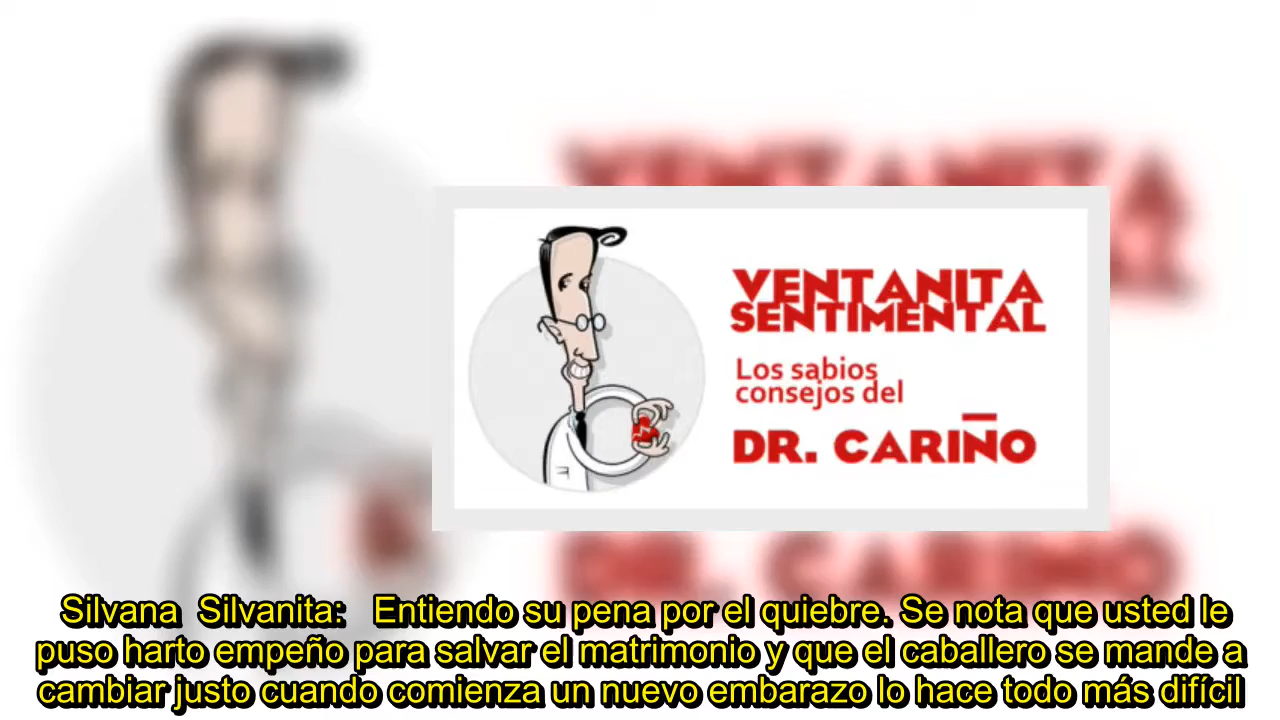 VENTANITA
SENTIMENTAL
Los sabios
consejos del
DR. CARIÑO
Silvana Silvanita: Entiendo su pena por el quiebre. Se nota que usted le
puso harto empeño para salvar el matrimonio y que el caballero se mande a
cambiar justo cuando comienza un nuevo embarazo lo hace todo más difícil